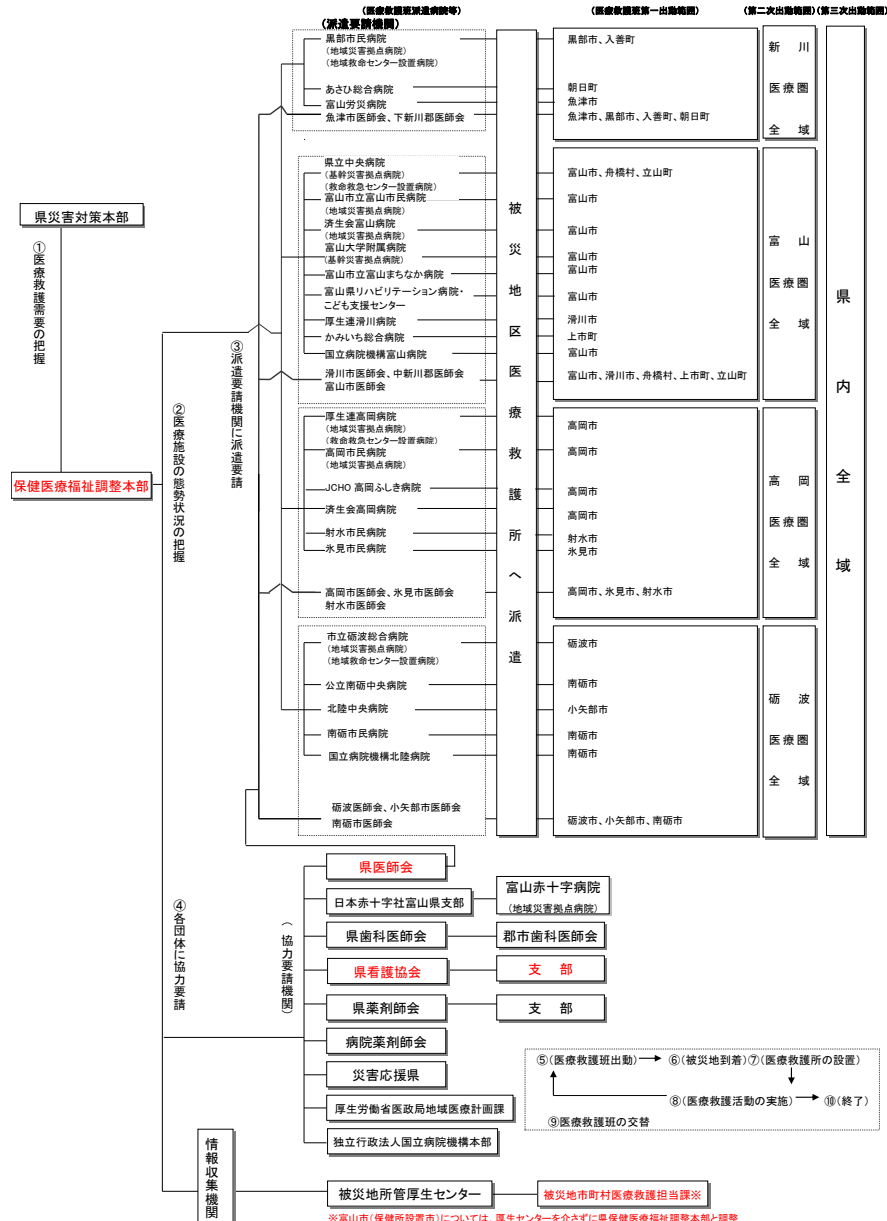 (医療救護班派遣病院等)
(医療救護班第一出動範囲)
(第二次出動範囲)(第三次出動範囲)
(派遣要請機関)
県災害対策本部
①医療救護需要の把握
保健医療福祉調整本部
②医療施設の態勢状況の把握
③派遣要請機関に派遣要請
④各団体に協力要請
黒部市民病院
(地域災害拠点病院)
(地域救命センター設置病院)
あさひ総合病院
富山労災病院
魚津市医師会、下新川郡医師会
県立中央病院
(基幹災害拠点病院)
(救命救急センター設置病院)
富山市立富山市民病院
(地域災害拠点病院)
済生会富山病院
(地域災害拠点病院)
富山大学附属病院
(基幹災害拠点病院)
富山市立富山まちなか病院
富山県リハビリテーション病院・
こども支援センター
厚生連滑川病院
かみいち総合病院
国立病院機構富山病院
滑川市医師会、中新川郡医師会
富山市医師会
厚生連高岡病院
(地域災害拠点病院)
(救命救急センター設置病院)
高岡市民病院
(地域災害拠点病院)
JCHO 高岡ふしき病院
済生会高岡病院
射水市民病院
氷見市民病院
高岡市医師会、氷見市医師会
射水市医師会
市立砺波総合病院
(地域災害拠点病院)
(地域救命センター設置病院)
公立南砺中央病院
北陸中央病院
南砺市民病院
国立病院機構北陸病院
砺波医師会、小矢部市医師会
南砺市医師会
被災地区医療救護所へ派遣
黒部市、入善町
朝日町
魚津市
魚津市、黒部市、入善町、朝日町
富山市、舟橋村、立山町
富山市
富山市
富山市
富山市
富山市
滑川市
上市町
富山市
富山市、滑川市、舟橋村、上市町、立山町
高岡市
高岡市
高岡市
高岡市
射水市
氷見市
高岡市、氷見市、射水市
砺波市
南砺市
小矢部市
南砺市
南砺市
砺波市、小矢部市、南砺市
新川
医療圏
全域
富山
医療圏
全域
高岡
医療圏
全域
砺波
医療圏
全域
県内全域
(協力要請機関)
県医師会
日本赤十字社富山県支部
富山赤十字病院
(地域災害拠点病院)
県歯科医師会
郡市歯科医師会
県看護協会
支部
県薬剤師会
支部
病院薬剤師会
災害応援県
厚生労働省医政局地域医療計画課
独立行政法人国立病院機構本部
⑤(医療救護班出動)
⑥(被災地到着)⑦(医療救護所の設置)
⑧(医療救護活動の実施)
⑩(終了)
⑨医療救護班の交替
情報収集機関
被災地所管厚生センター
被災地市町村医療救護担当課※
※富山市(保健所設置市)については、厚生センターを介さずに県保健医療福祉調整本部と調整